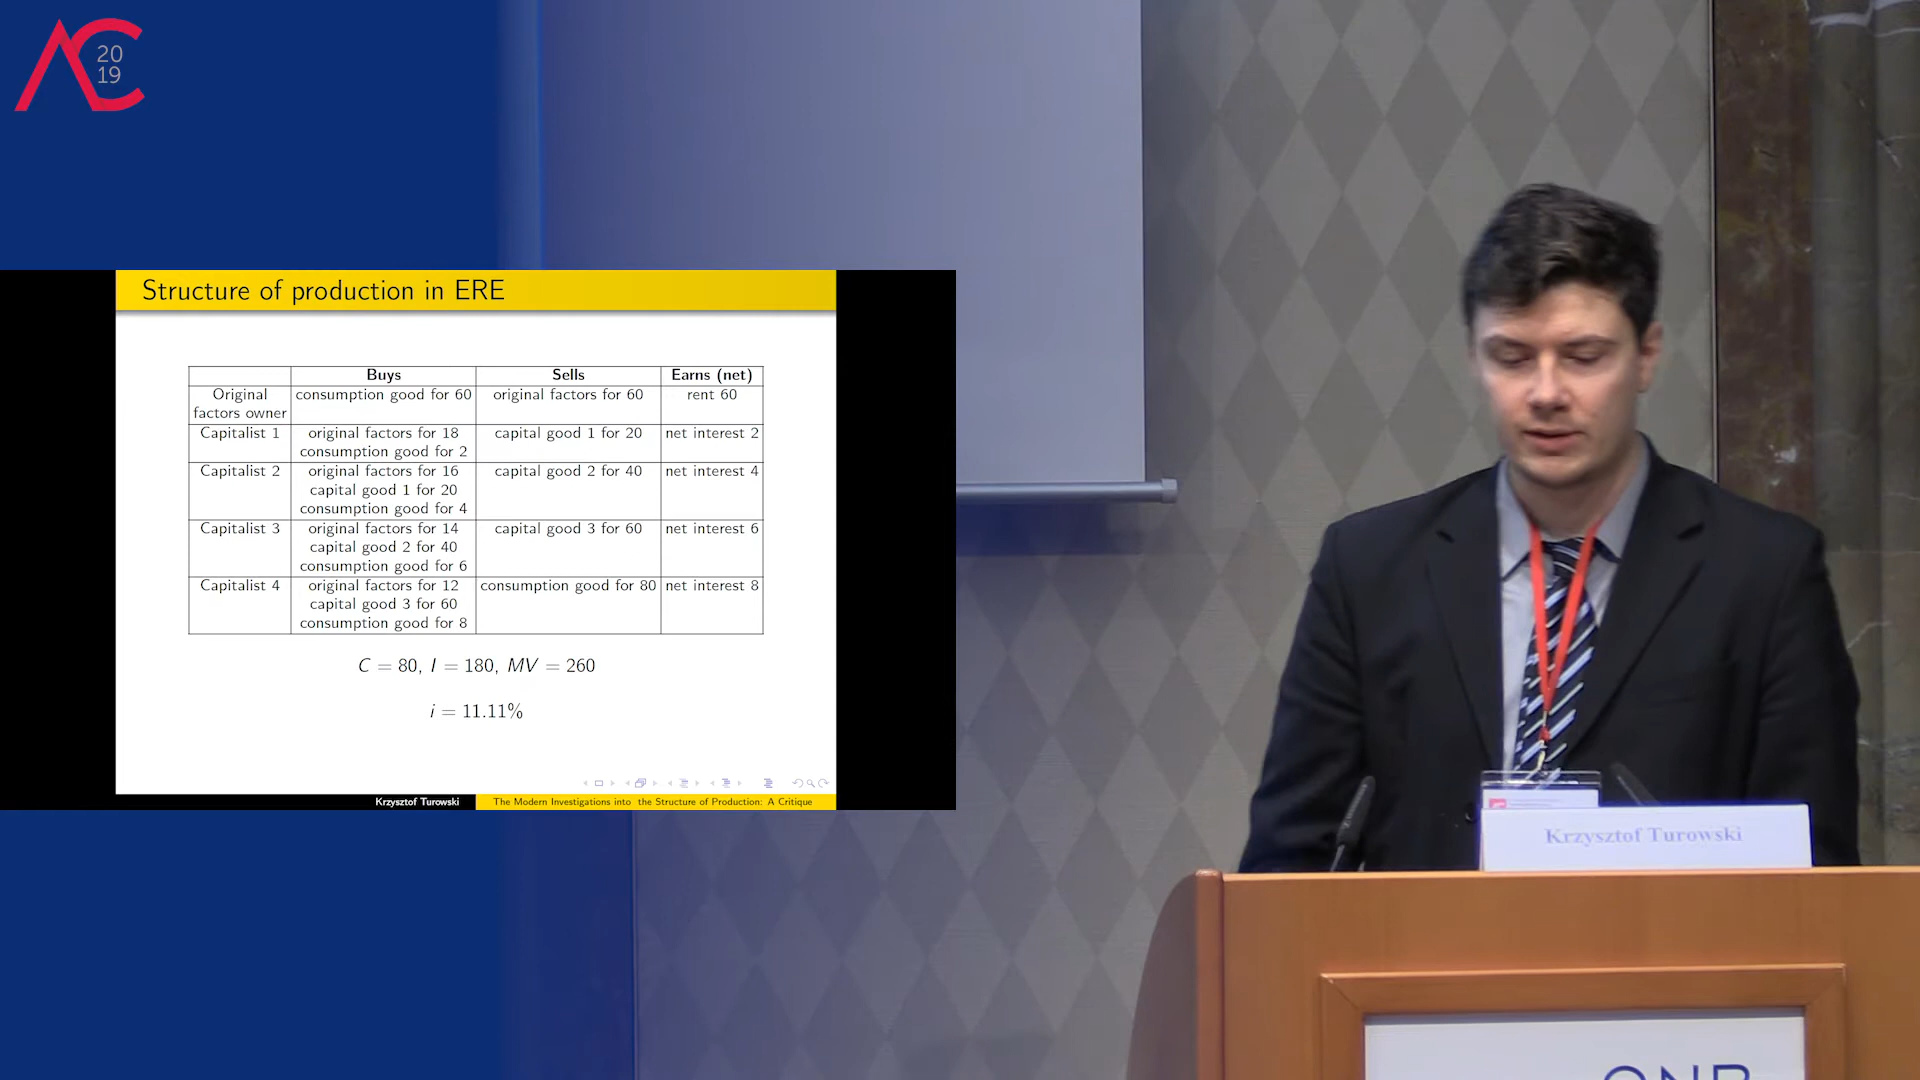 20
19
Structure of production in ERE
Buys Sells Earns (net)
Original factors owner consumption good for 60 original factors for 60 rent 60
Capitalist 1 original factors for 18 capital good 1 for 20 net interest 2
consumption good for 2
Capitalist 2 original factors for 16 capital good 2 for 40 net interest 4
capital good 1 for 20
consumption good for 4
Capitalist 3 original factors for 14 capital good 3 for 60 net interest 6
capital good 2 for 40
consumption good for 6
Capitalist 4 original factors for 12 consumption good for 80 net interest 8
capital good 3 for 60
consumption good for 8
C = 80, I = 180, MV = 260
i = 11.11%
Krzysztof Turowski The Modern Investigations into the Structure of Production: A Critique
Krzysztof Turowski